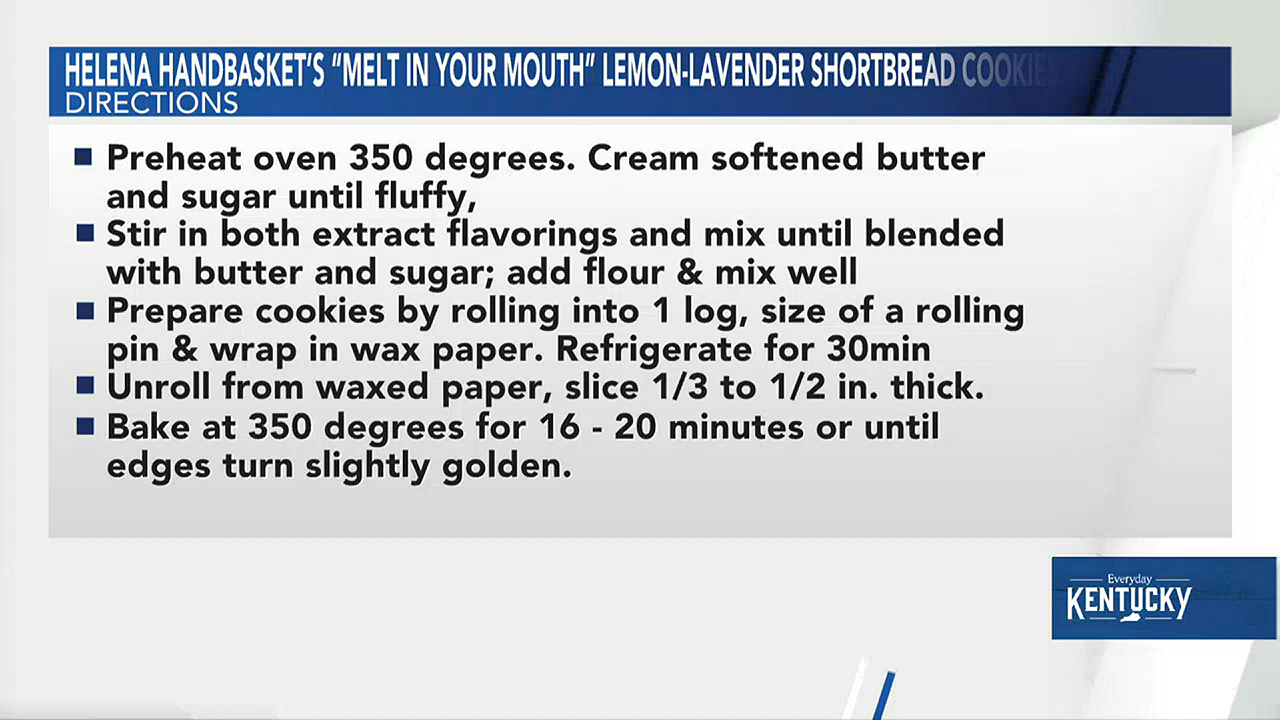 HELENA HANDBASKET'S “MELT IN YOUR MOUTH” LEMON-LAVENDER SHORTBREAD COOKIES
DIRECTIONS
Preheat oven 350 degrees. Cream softened butter
and sugar until fluffy,
Stir in both extract flavorings and mix until blended
with butter and sugar; add flour & mix well
Prepare cookies by rolling into 1 log, size of a rolling
pin & wrap in wax paper. Refrigerate for 30min
Unroll from waxed paper, slice 1/3 to 1/2 in. thick.
Bake at 350 degrees for 16 - 20 minutes or until
edges turn slightly golden.
Everyday
KENTUCKY